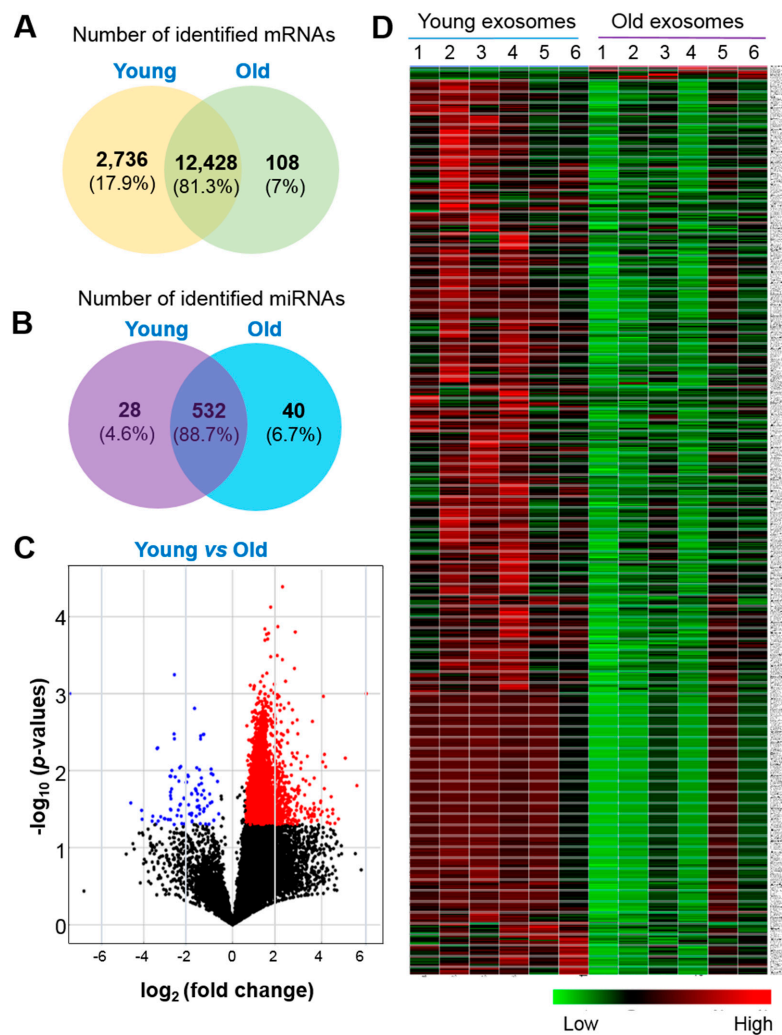 A
Number of identified mRNAs
Young Old
2,736 12,428 108
(17.9%) (81.3%) (7%)
B
Number of identified miRNAs
Young Old
28 532 40
(4.6%) (88.7%) (6.7%)
C
Young vs Old
4
3
2
1
0
-log10 (p-values)
-6 -4 -2 0 2 4 6
log2 (fold change)
D
Young exosomes Old exosomes
1 2 3 4 5 6 1 2 3 4 5 6
Low High